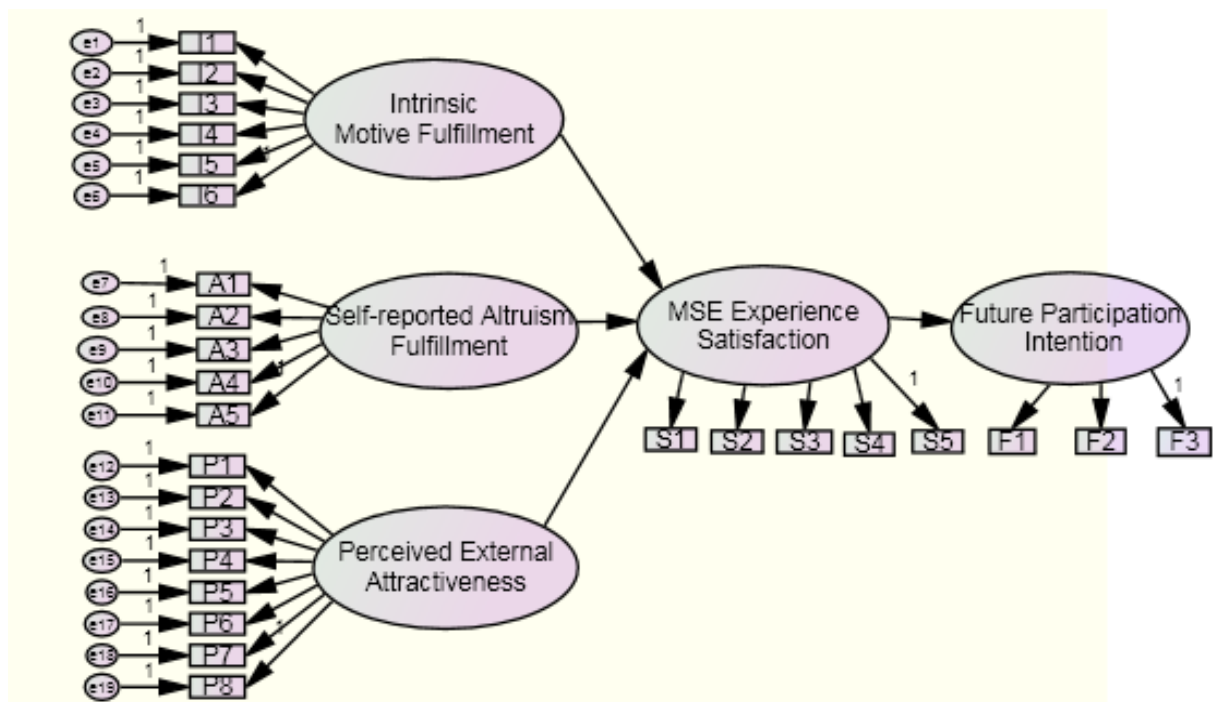 1
e1
I1
1
e2
I2
1
e3
I3
1
e4
I4
1
e5
I5
1
1
e6
I6
Intrinsic
Motive Fulfillment
1
e7
A1
1
e8
A2
1
e9
A3
1
e10
A4
1
1
e11
A5
Self-reported Altruism
Fulfillment
1
e12
P1
1
e13
P2
1
e14
P3
1
e15
P4
1
e16
P5
1
e17
P6
1
e18
P7
1
1
e19
P8
Perceived External
Attractiveness
MSE Experience
Satisfaction
1
S1
S2
S3
S4
S5
Future Participation
Intention
1
F1
F2
F3